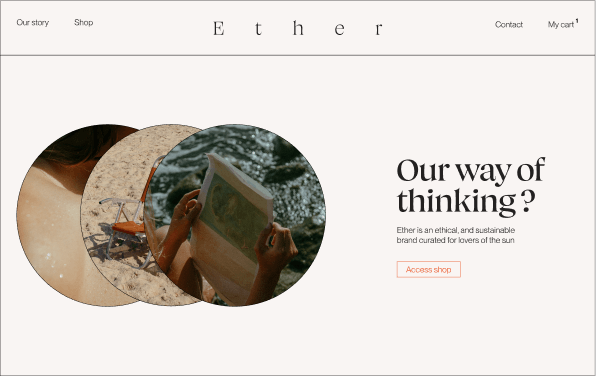 Our story
Shop
E t h e r
Contact
My cart 1
Our way of
thinking ?
Ether is an ethical, and sustainable
brand curated for lovers of the sun
Access shop